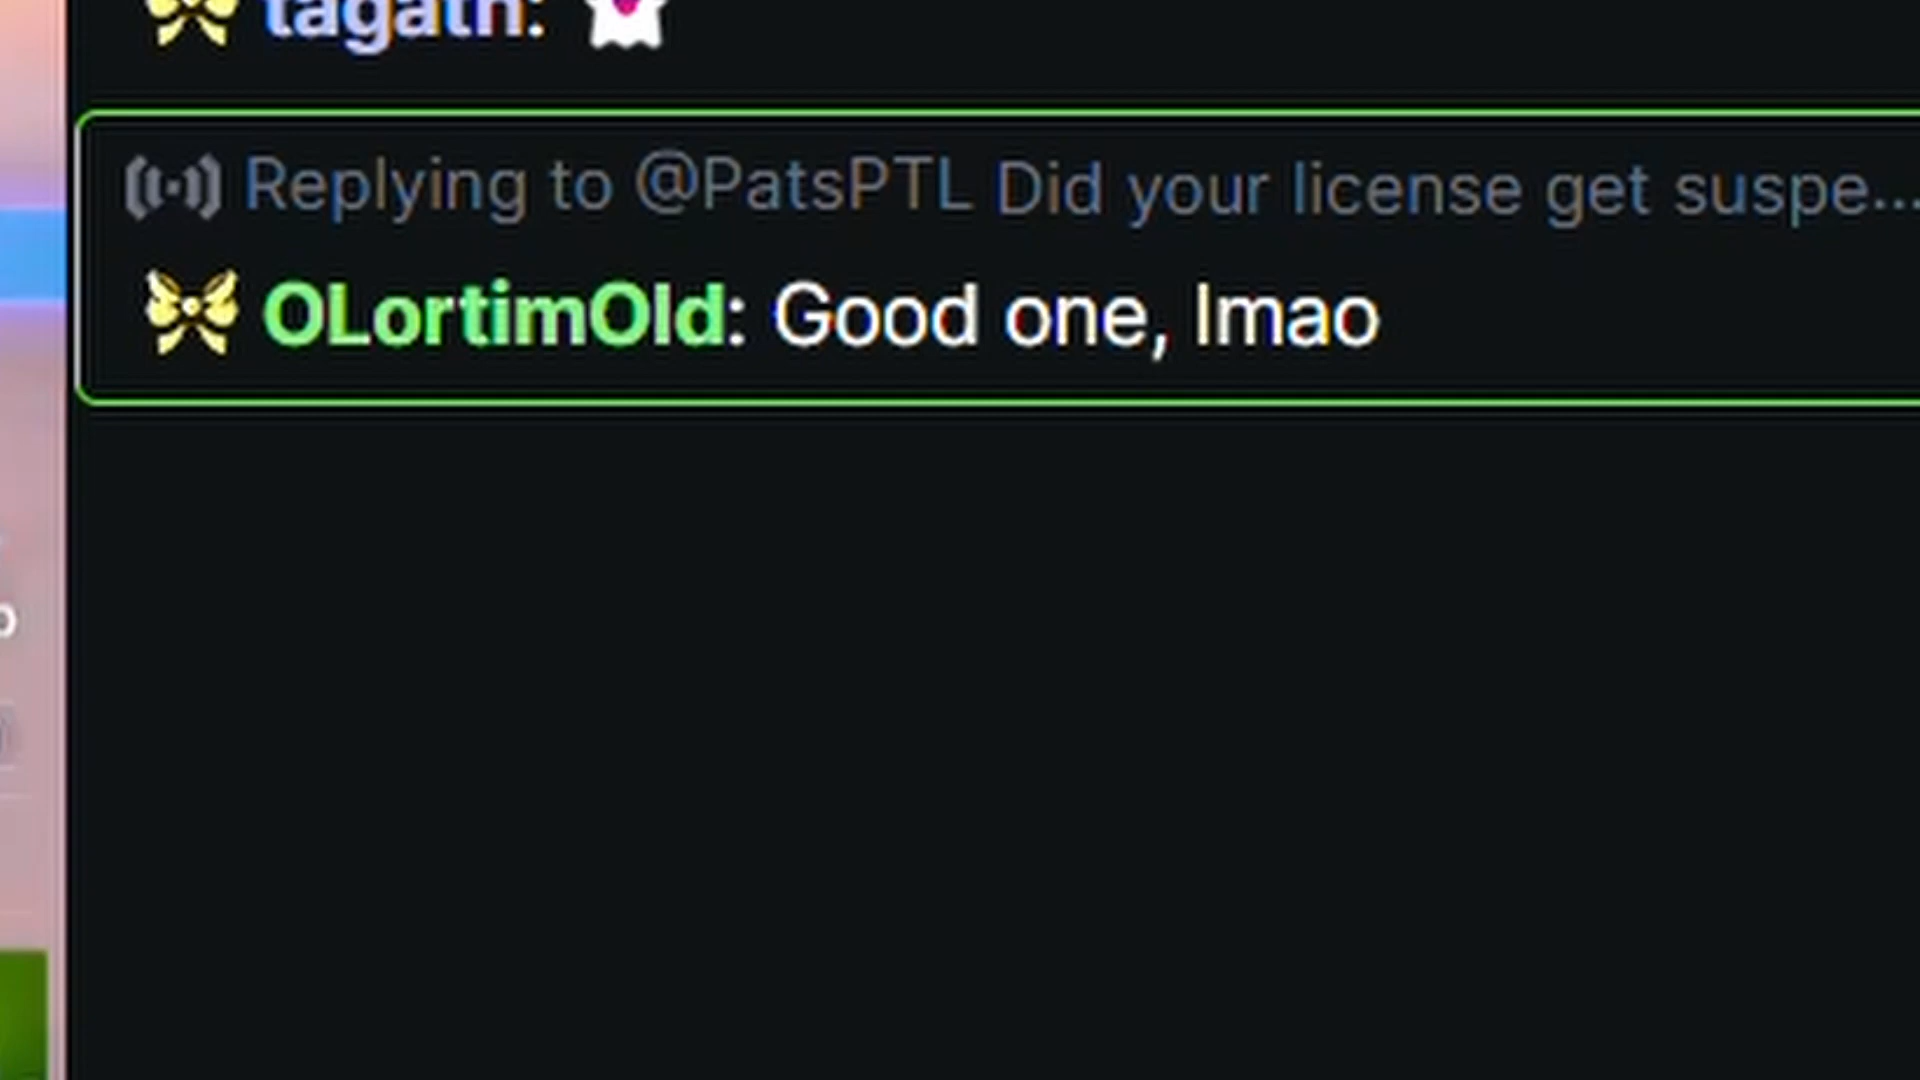 tagath:
Replying to @PatsPTL Did your license get suspe...
OLortimOld: Good one, lmao